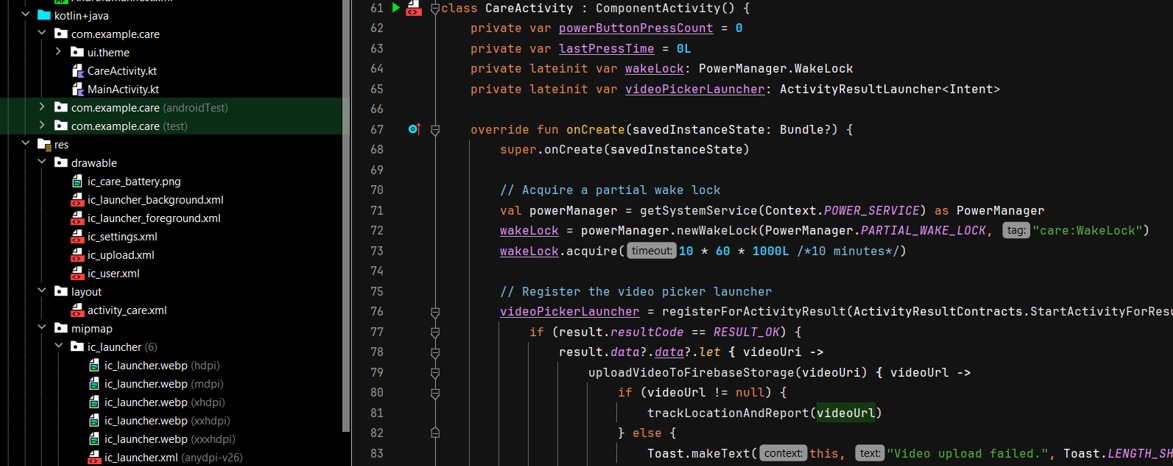 kotlin+java
com.example.care
ui.theme
CareActivity.kt
MainActivity.kt
com.example.care (androidTest)
com.example.care (test)
res
drawable
ic_care_battery.png
ic_launcher_background.xml
ic_launcher_foreground.xml
ic_settings.xml
ic_upload.xml
ic_user.xml
layout
activity_care.xml
mipmap
ic_launcher (6)
ic_launcher.webp (hdpi)
ic_launcher.webp (mdpi)
ic_launcher.webp (xhdpi)
ic_launcher.webp (xxhdpi)
ic_launcher.webp (xxxhdpi)
ic_launcher.xml (anydpi-v26)
61 class CareActivity : ComponentActivity() {
62 private var powerButtonPressCount = 0
63 private var lastPressTime = 0L
64 private lateinit var wakeLock: PowerManager.WakeLock
65 private lateinit var videoPickerLauncher: ActivityResultLauncher<Intent>
66
67 override fun onCreate(savedInstanceState: Bundle?) {
68 super.onCreate(savedInstanceState)
69
70 // Acquire a partial wake lock
71 val powerManager = getSystemService(Context.POWER_SERVICE) as PowerManager
72 wakeLock = powerManager.newWakeLock(PowerManager.PARTIAL_WAKE_LOCK, tag: "care:WakeLock")
73 wakeLock.acquire( timeout: 10 * 60 * 1000L /*10 minutes*/)
74
75 // Register the video picker launcher
76 videoPickerLauncher = registerForActivityResult(ActivityResultContracts.StartActivityForResu
77 if (result.resultCode == RESULT_OK) {
78 result.data?.data?.let { videoUri ->
79 uploadVideoToFirebaseStorage(videoUri) { videoUrl ->
80 if (videoUrl != null) {
81 trackLocationAndReport(videoUrl)
82 } else {
83 Toast.makeText( context: this, text: "Video upload failed.", Toast.LENGTH_SH